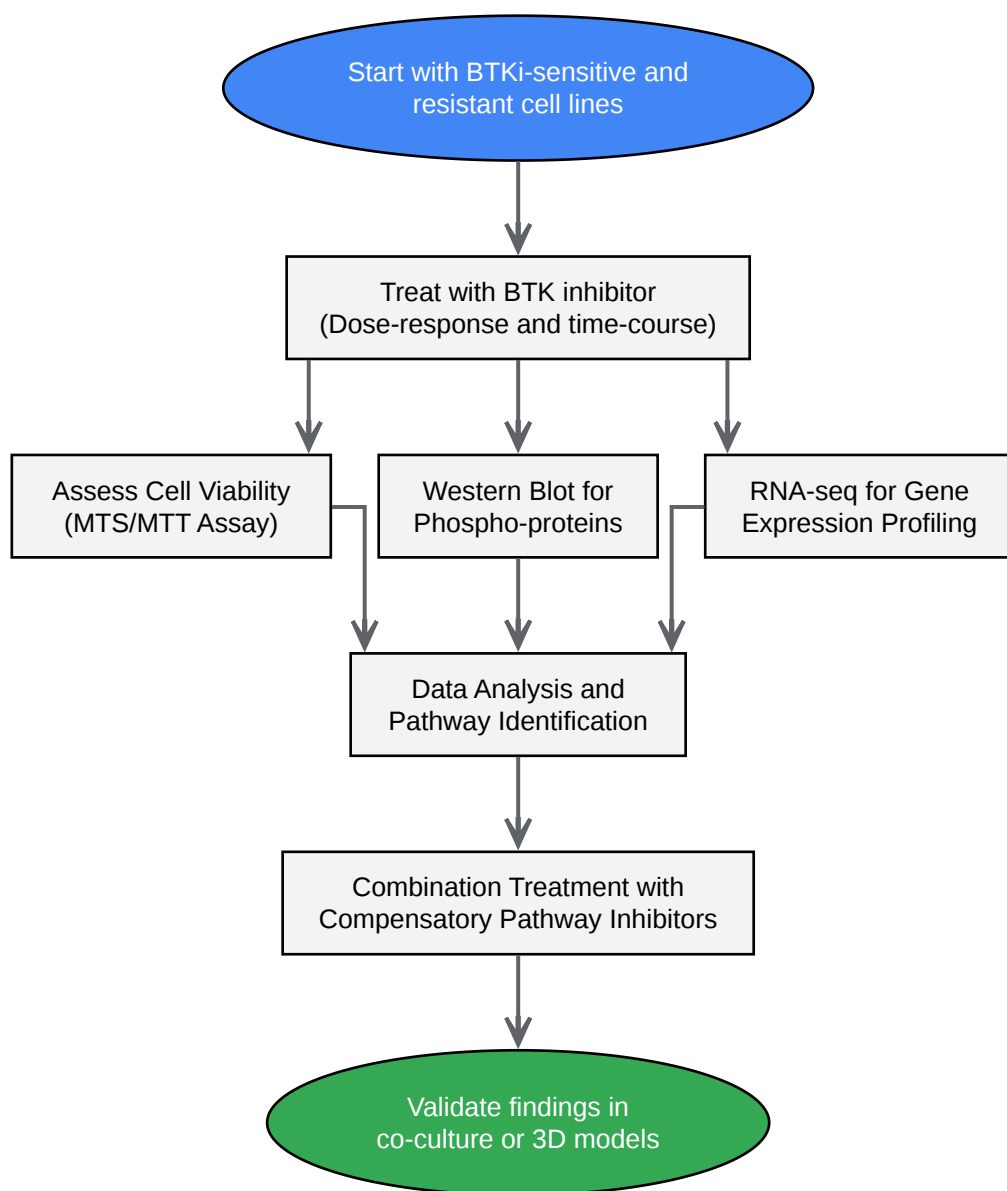 Start with BTKi-sensitive and
resistant cell lines
Treat with BTK inhibitor
(Dose-response and time-course)
Assess Cell Viability
(MTS/MTT Assay)
Western Blot for
Phospho-proteins
RNA-seq for Gene
Expression Profiling
Data Analysis and
Pathway Identification
Combination Treatment with
Compensatory Pathway Inhibitors
Validate findings in
co-culture or 3D models